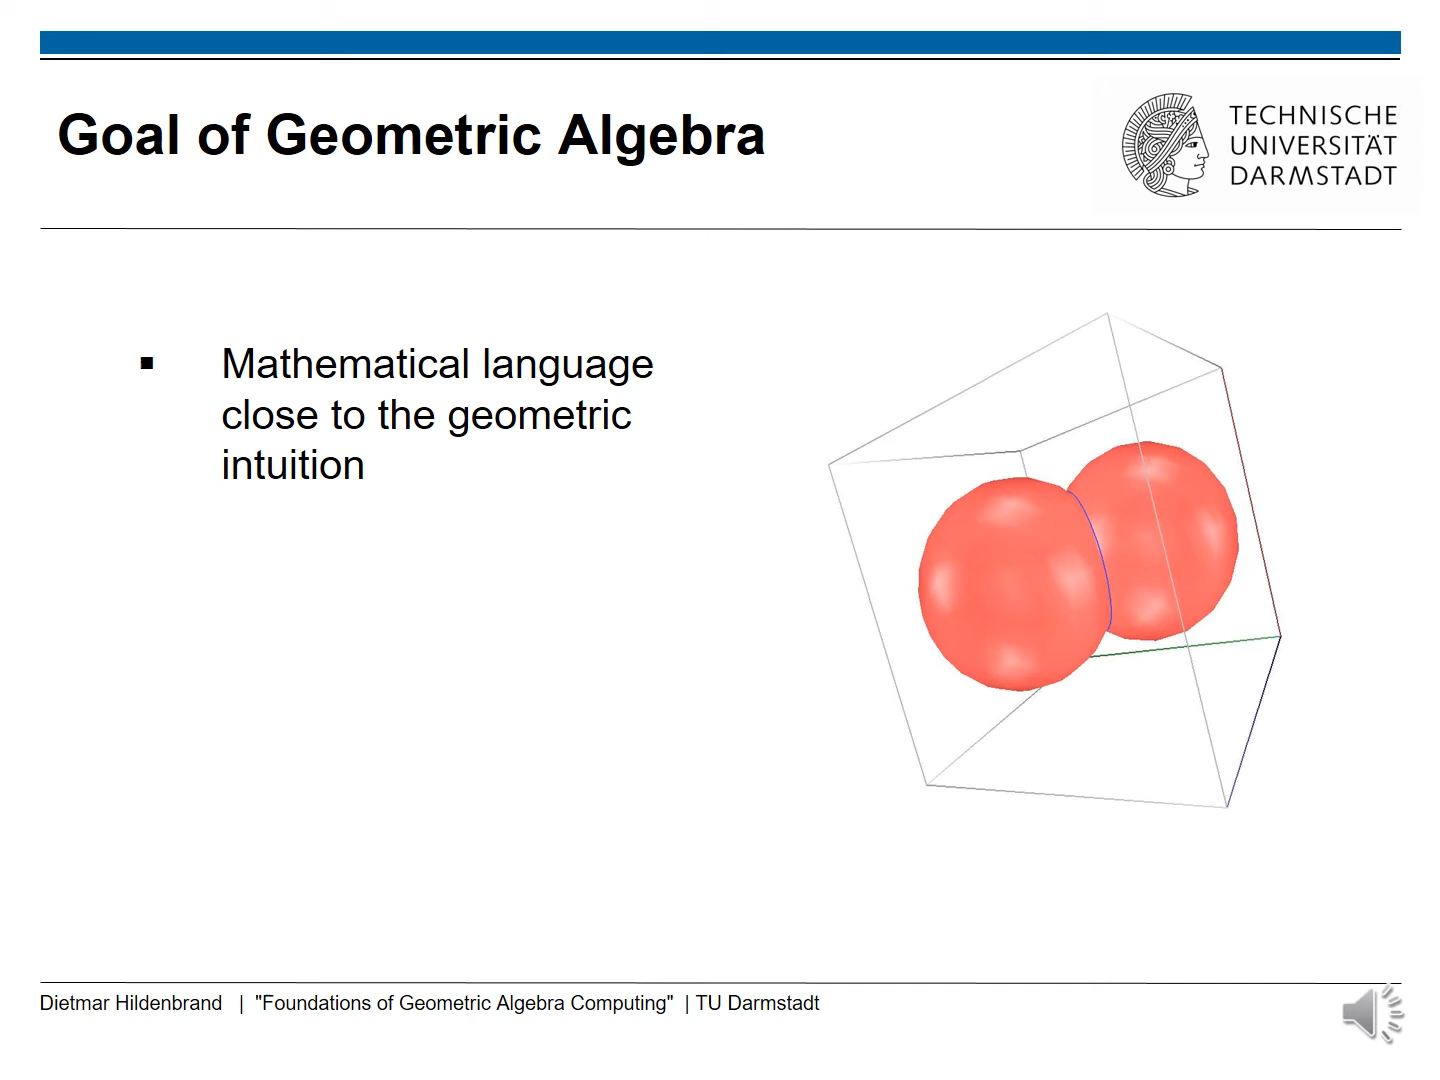 Goal of Geometric Algebra
TECHNISCHE
UNIVERSITÄT
DARMSTADT
▪ Mathematical language
close to the geometric
intuition
Dietmar Hildenbrand | "Foundations of Geometric Algebra Computing" | TU Darmstadt